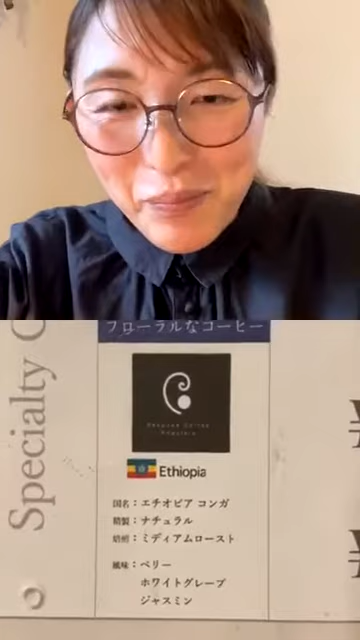 Specialty C
フローラルなコーヒー
Ethiopia
国名：エチオピア コンガ
精製：ナチュラル
焙煎：ミディアムロースト
風味：ベリー
ホワイトグレープ
ジャスミン